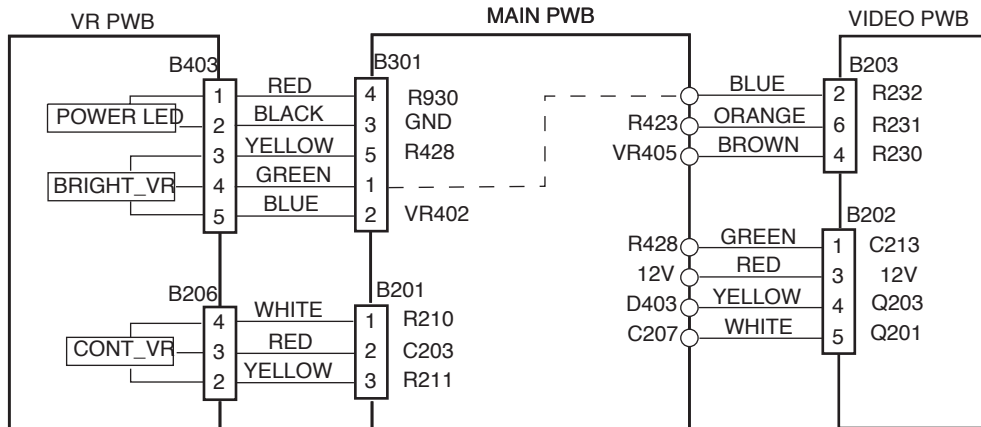 VR PWB MAIN PWB VIDEO PWB
B403 B301 B203
POWER LED 1 RED 4 R930 BLUE 2 R232
2 BLACK 3 GND R423 ORANGE 6 R231
3 YELLOW 5 R428 VR405 BROWN 4 R230
BRIGHT_VR 4 GREEN 1
5 BLUE 2 VR402
B202
R428 GREEN 1 C213
12V RED 3 12V
B206 B201
4 WHITE 1 R210 D403 YELLOW 4 Q203
CONT_VR 3 RED 2 C203 C207 WHITE 5 Q201
2 YELLOW 3 R211